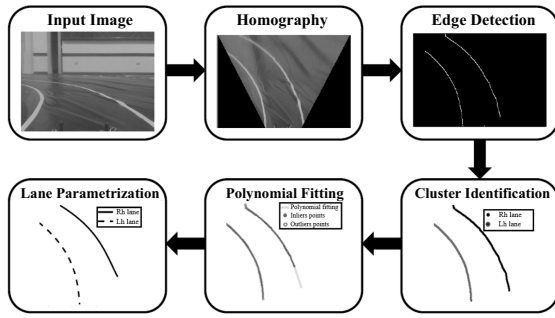 Input Image
Homography
Edge Detection
Lane Parametrization
Rh lane
Lh lane
Polynomial Fitting
Polynomial fitting
Inliers points
Outliers points
Cluster Identification
Rh lane
Lh lane